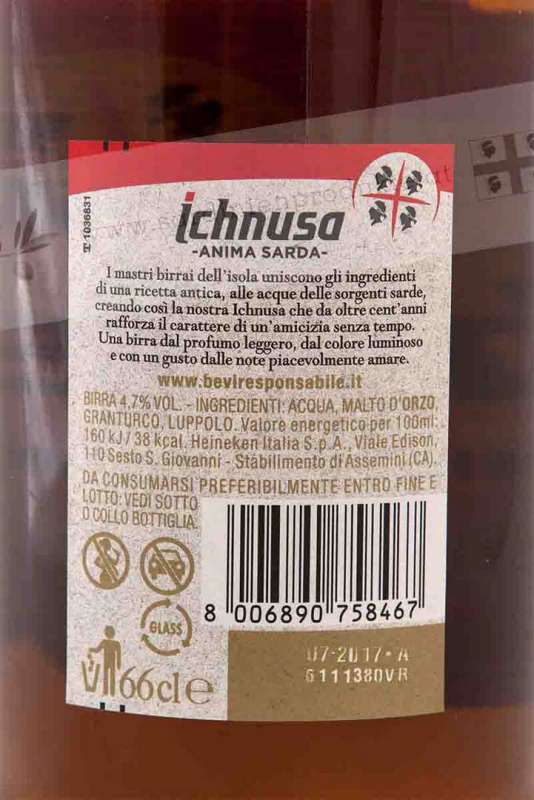 ichnusa
-ANIMA SARDA-
I mastri birrai dell'isola uniscono gli ingredienti
di una ricetta antica, alle acque delle sorgenti sarde,
creando così la nostra Ichnusa che da oltre cent'anni
rafforza il carattere di un'amicizia senza tempo.
Una birra dal profumo leggero, dal colore luminoso
e con un gusto dalle note piacevolmente amare.
www.beviresponsabile.it
BIRRA 4,7% VOL. - INGREDIENTI: ACQUA, MALTO D'ORZO,
GRANTURCO, LUPPOLO. Valore energetico per 100ml:
160 kJ / 38 kcal. Heineken Italia S.p.A., Viale Edison,
110 Sesto S. Giovanni - Stabilimento di Assemini (CA).
DA CONSUMARSI PREFERIBILMENTE ENTRO FINE E
LOTTO: VEDI SOTTO
O COLLO BOTTIGLIA
8 006890 758467
GLASS
66cl e
07-2017·A
6111380VR
T 1036831